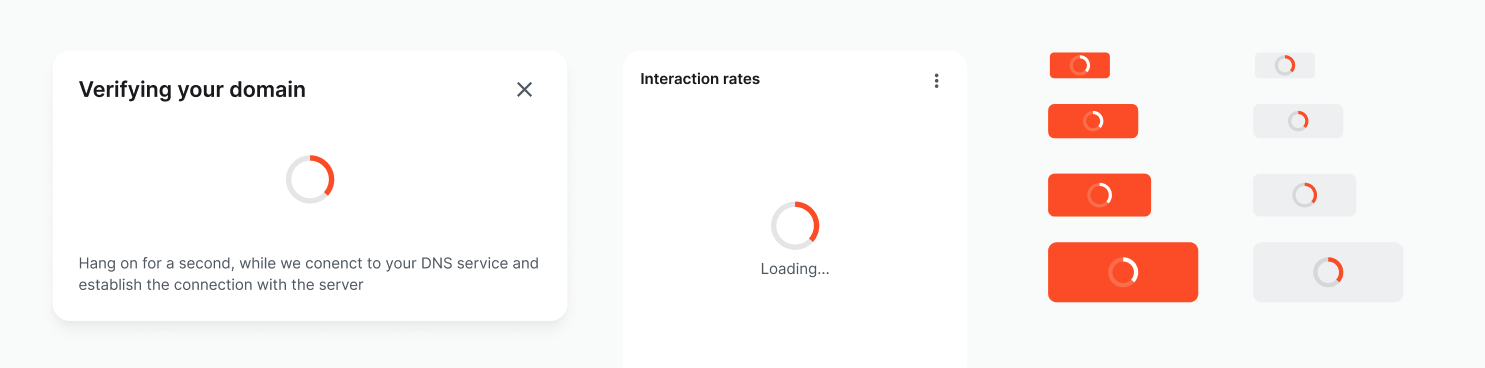 Verifying your domain
Hang on for a second, while we conenct to your DNS service and
establish the connection with the server
Interaction rates
Loading...